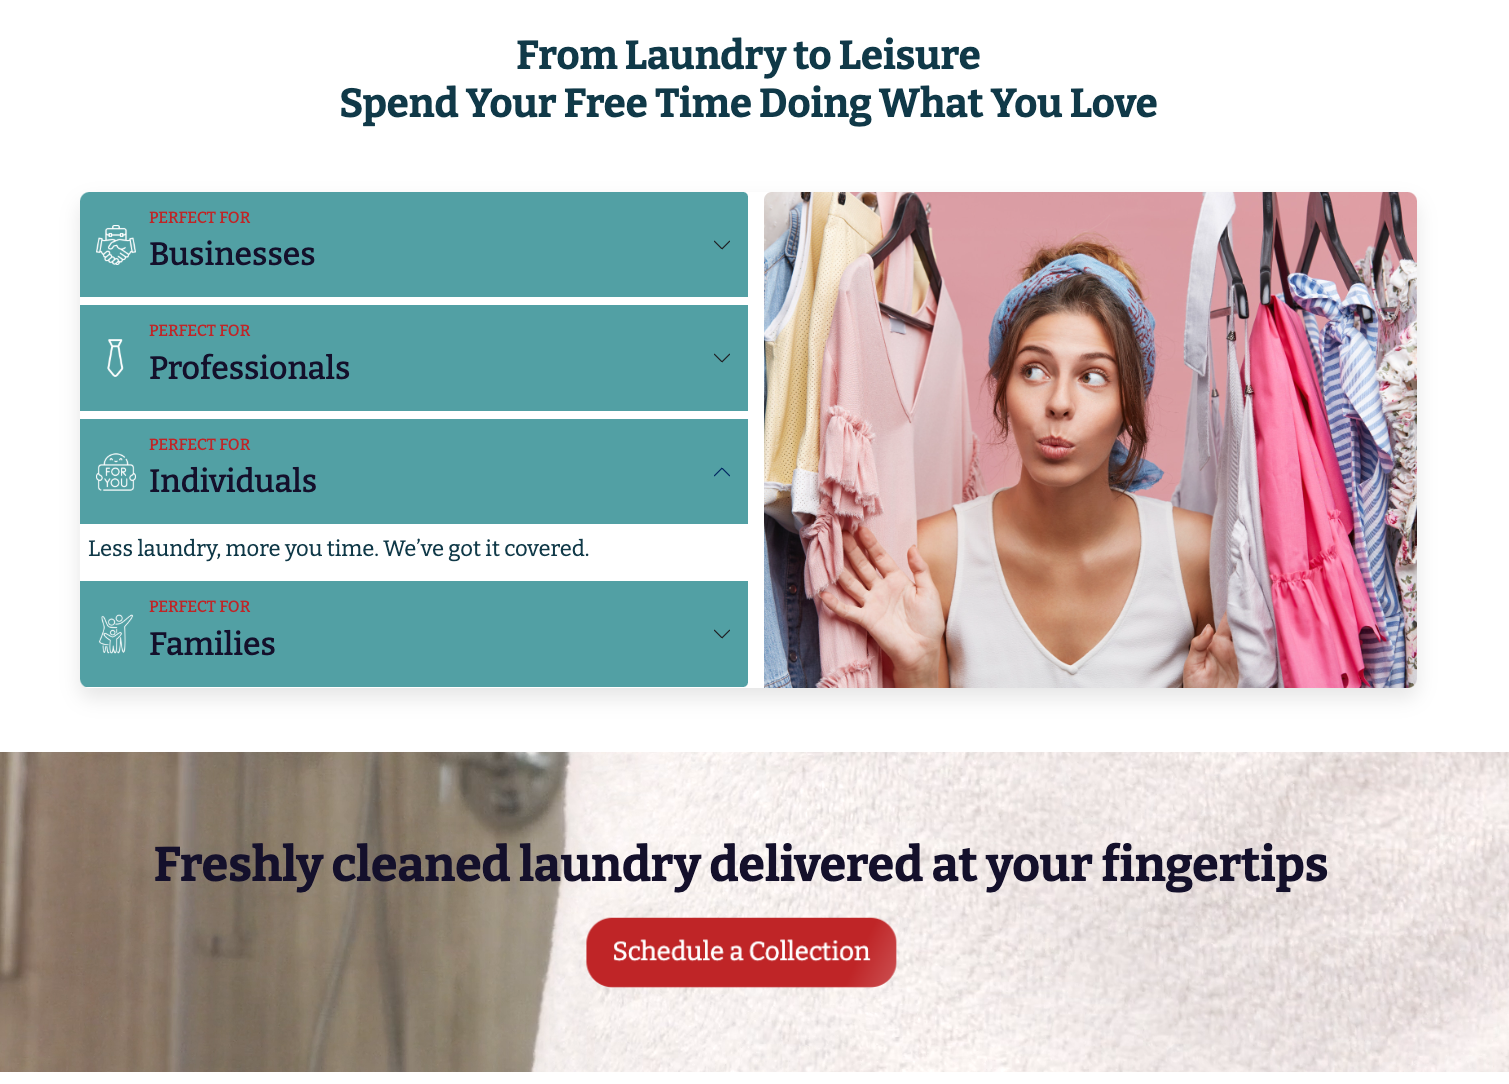 From Laundry to Leisure
Spend Your Free Time Doing What You Love
PERFECT FOR
Businesses
PERFECT FOR
Professionals
PERFECT FOR
FOR
YOU
Individuals
Less laundry, more you time. We’ve got it covered.
PERFECT FOR
Families
Freshly cleaned laundry delivered at your fingertips
Schedule a Collection